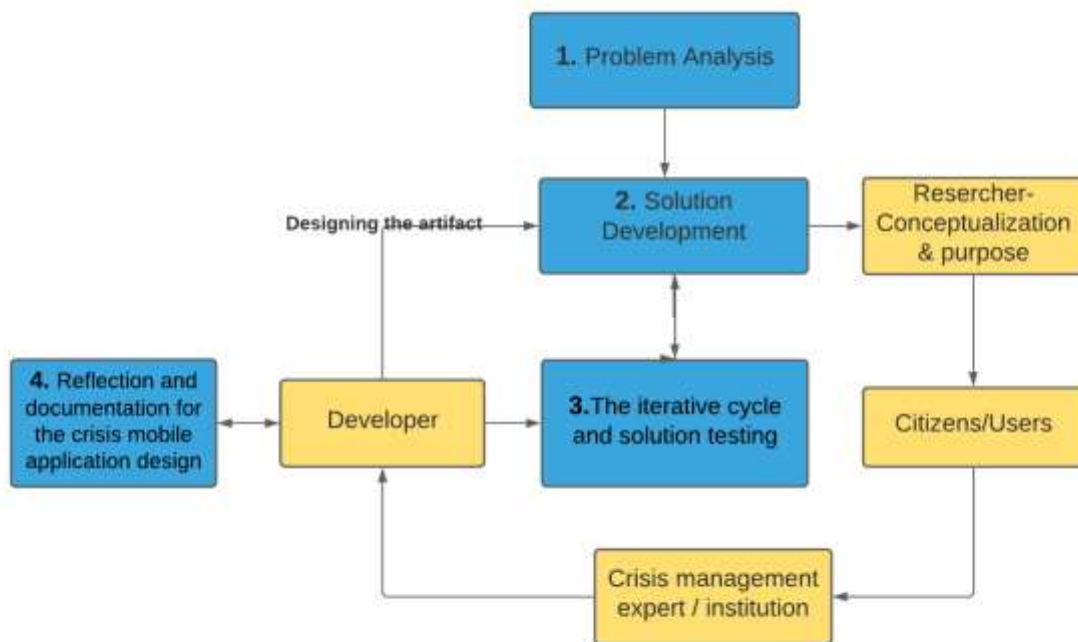 1. Problem Analysis
2. Solution
Development
Resercher-
Conceptualization
& purpose
Designing the artifact
4. Reflection and
documentation for
the crisis mobile
application design
Developer
3.The iterative cycle
and solution testing
Citizens/Users
Crisis management
expert / institution